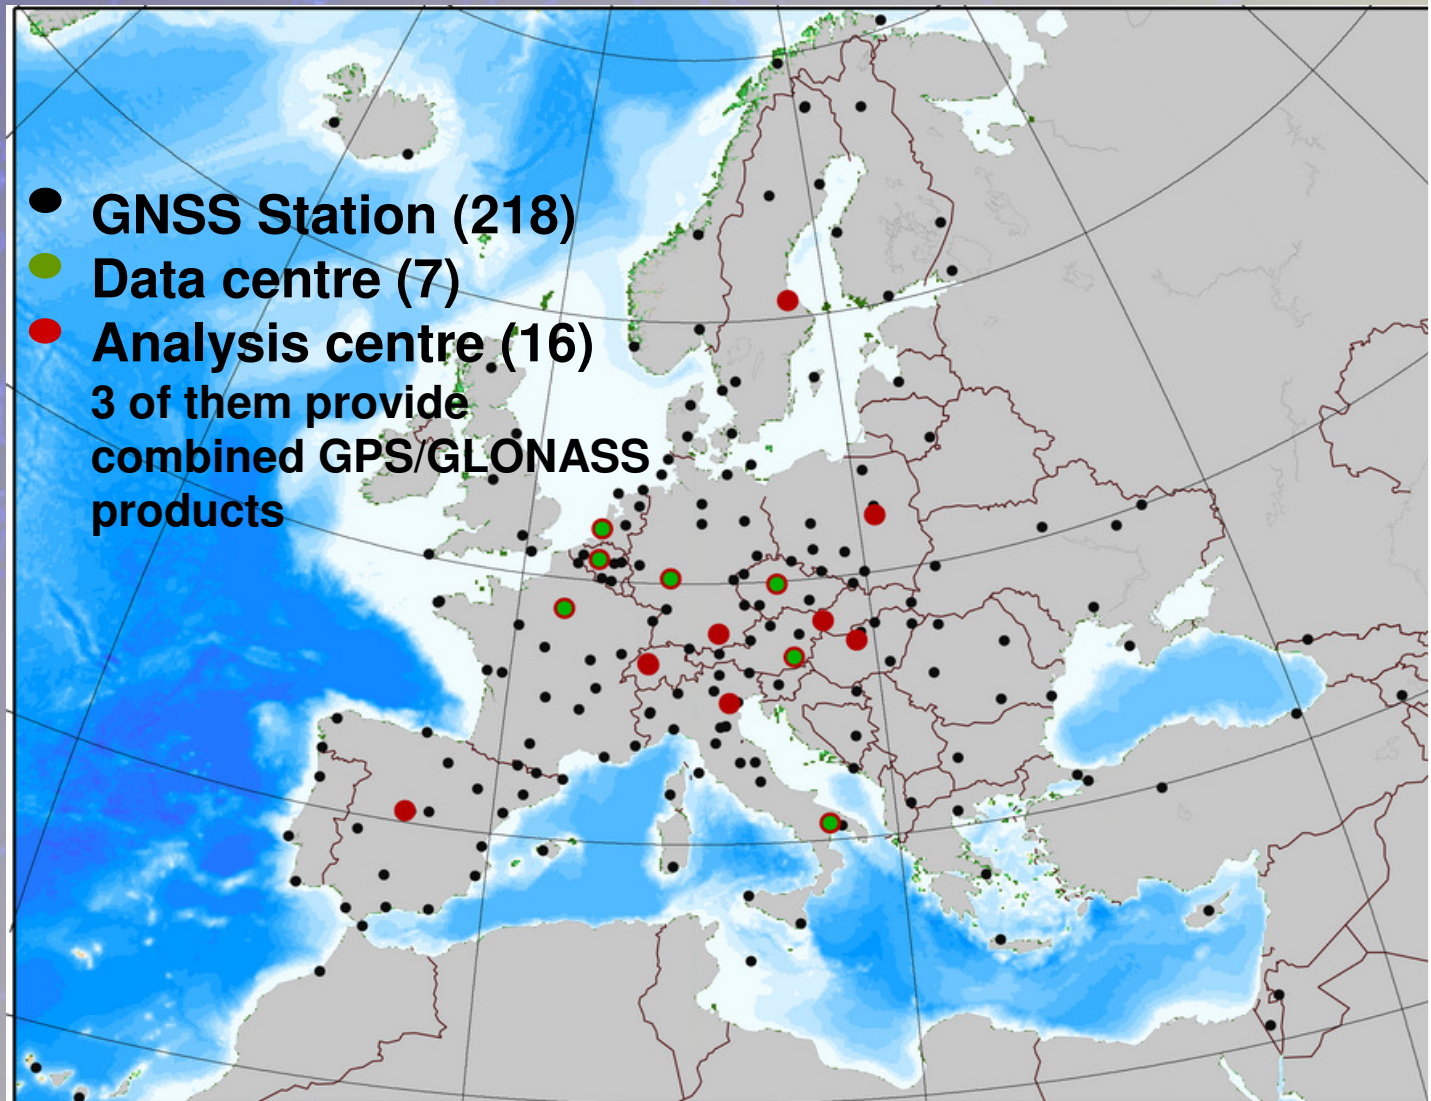 GNSS Station (218)
Data centre (7)
Analysis centre (16)
3 of them provide
combined GPS/GLONASS
products